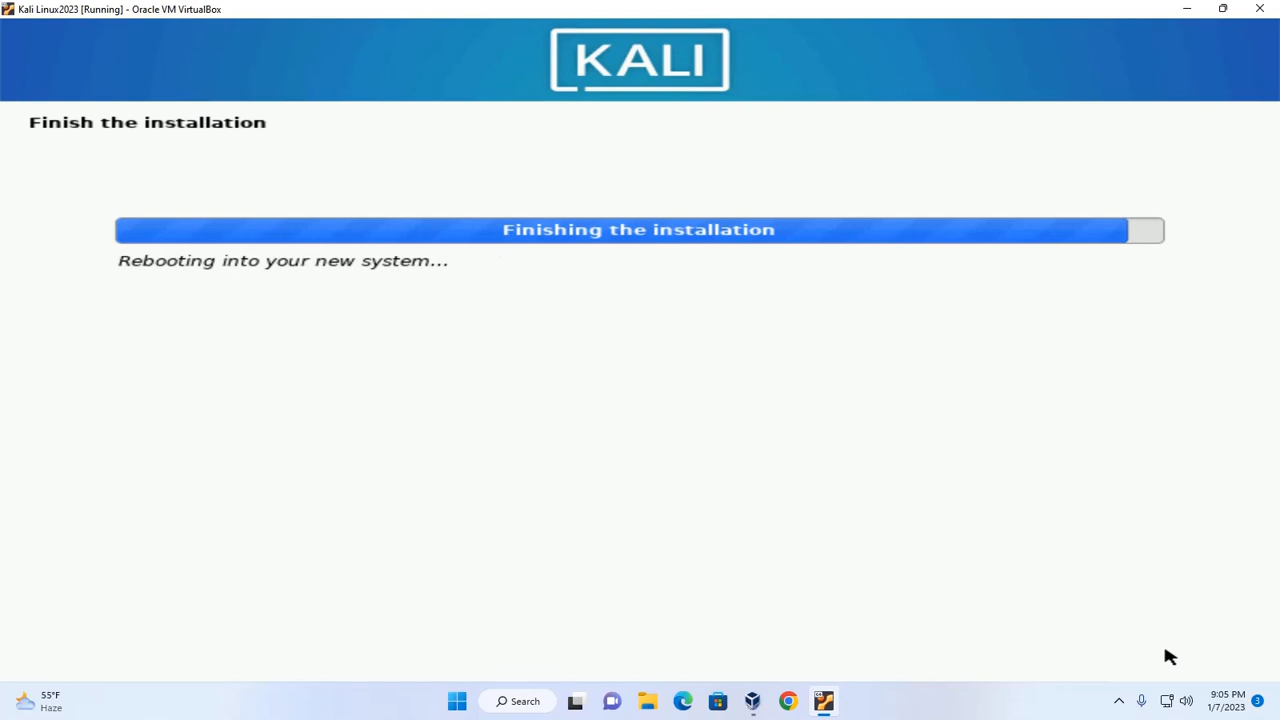 Kali Linux2023 [Running] - Oracle VM VirtualBox
KALI
Finish the installation
Finishing the installation
Rebooting into your new system...
55°F
Haze
Search
9:05 PM
1/7/2023
3